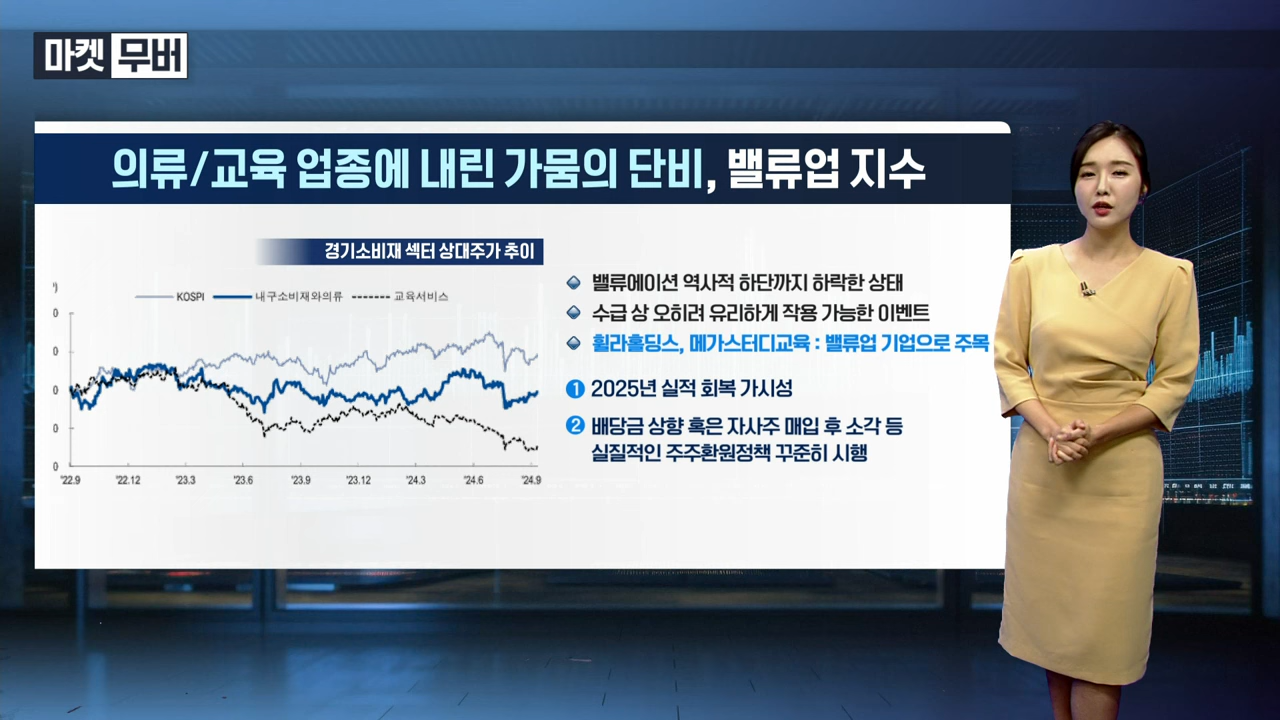 마켓 무버
의류/교육 업종에 내린 가뭄의 단비, 밸류업 지수
경기소비재 섹터 상대주가 추이
)
KOSPI 내구소비재와의류 교육서비스
0
0
0
0
0
'22.9 '22.12 '23.3 '23.6 '23.9 '23.12 '24.3 '24.6 '24.9
밸류에이션 역사적 하단까지 하락한 상태
수급 상 오히려 유리하게 작용 가능한 이벤트
휠라홀딩스, 메가스터디교육 : 밸류업 기업으로 주목
1 2025년 실적 회복 가시성
2 배당금 상향 혹은 자사주 매입 후 소각 등
실질적인 주주환원정책 꾸준히 시행